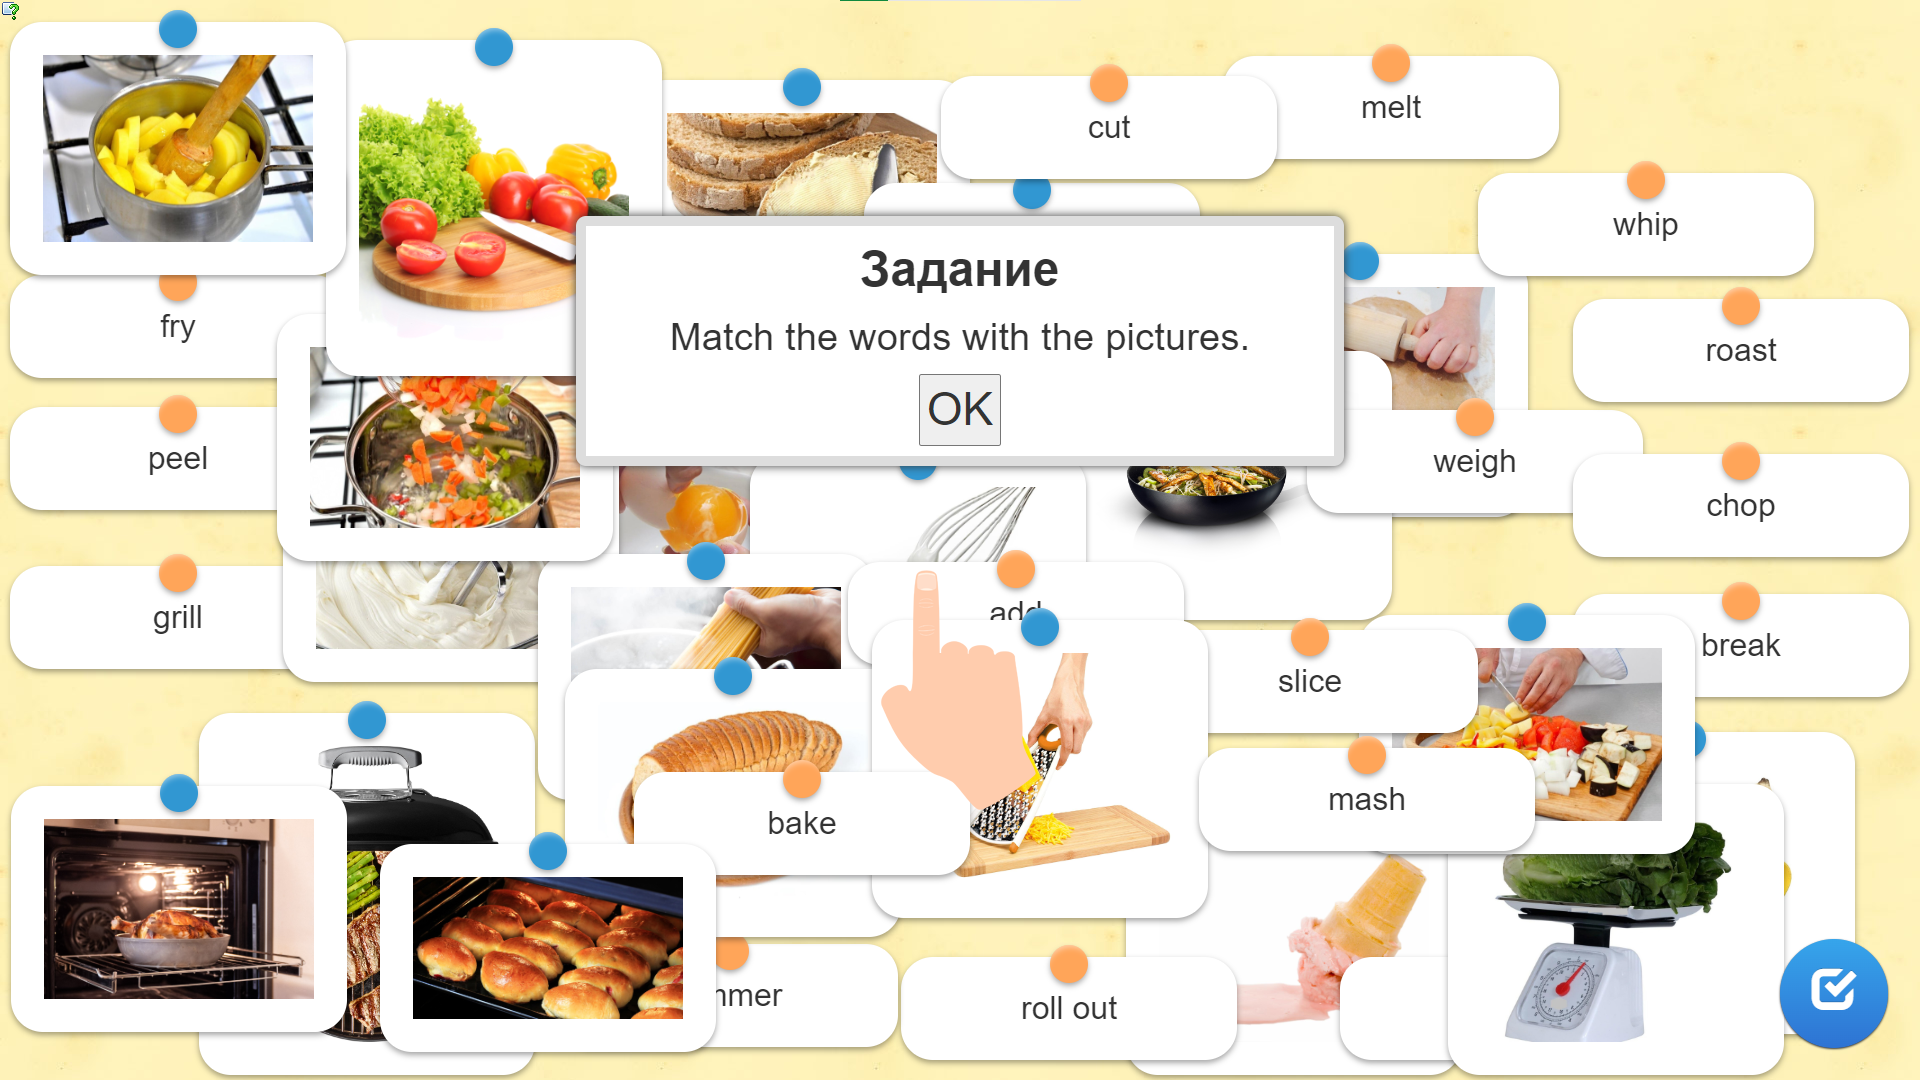 cut
melt
whip
Задание
Match the words with the pictures.
OK
fry
roast
peel
weigh
chop
grill
add
break
slice
mash
bake
roll out